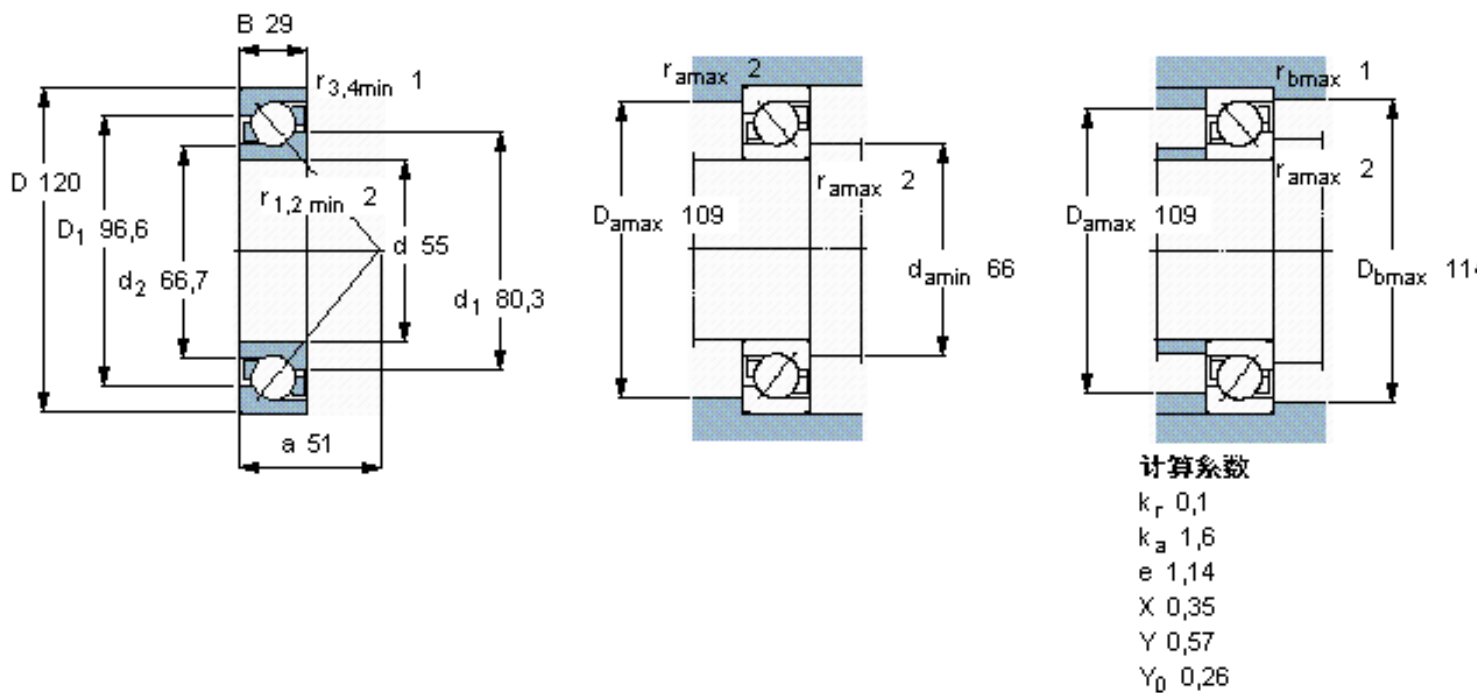 B 29
r3,4min 1
D 120
D1 96,6
d2 66,7
r1,2 min 2
d 55
d1 80,3
a 51
ramax 2
ramax 2
Damax 109
damin 66
rbmax 1
ramax 2
Damax 109
Dbmax 114
计算系数
kr 0,1
ka 1,6
e 1,14
X 0,35
Y 0,57
Y0 0,26